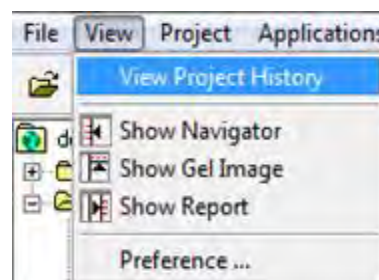 File View Project Applications
View Project History
Show Navigator
Show Gel Image
Show Report
Preference ...